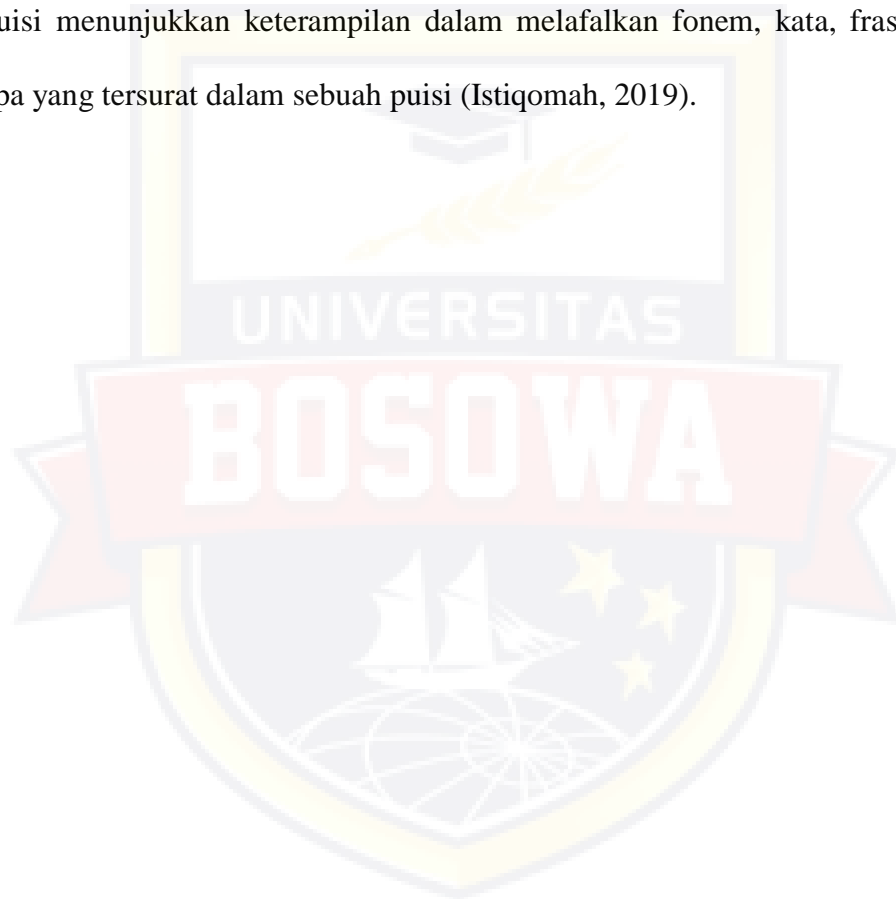 uisi menunjukkan keterampilan dalam melafalkan fonem, kata, fras
pa yang tersurat dalam sebuah puisi (Istiqomah, 2019).
UNIVERSITAS
BOSOWA